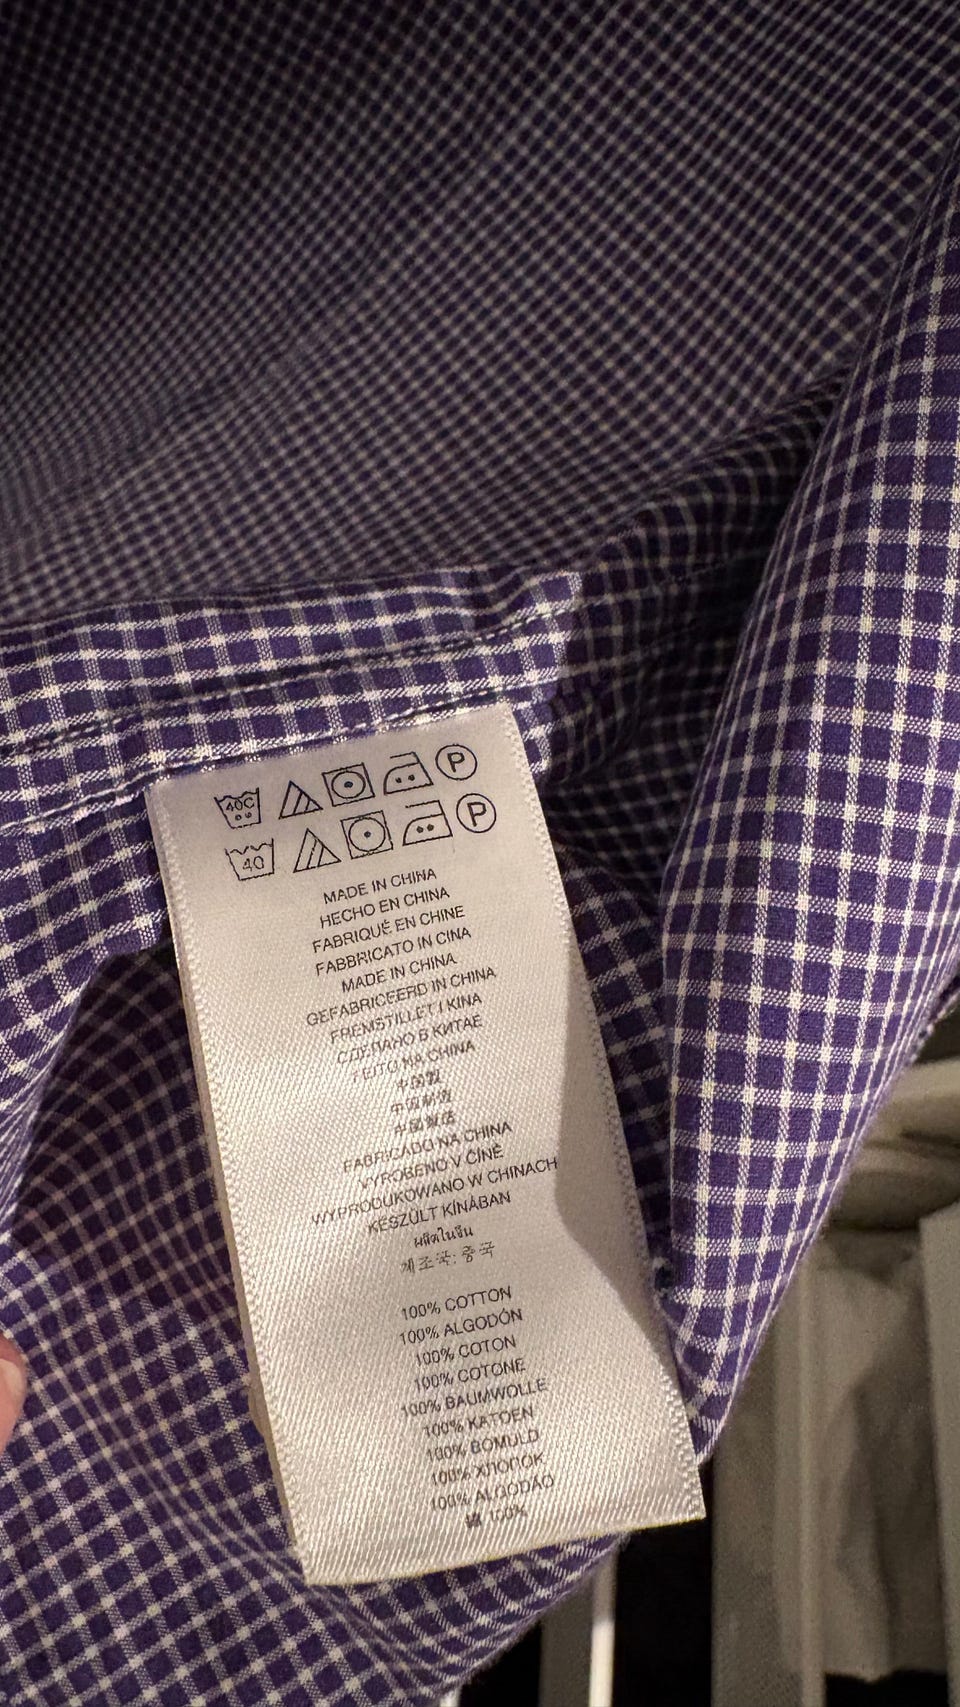 40C P
40 P
MADE IN CHINA
HECHO EN CHINA
FABRIQUÉ EN CHINE
FABBRICATO IN CINA
MADE IN CHINA
GEFABRICEERD IN CHINA
FREMSTILLET I KINA
СДЕЛАНО В КИТАЕ
FEITO NA CHINA
中国製
中国制造
中國製造
FABRICADO NA CHINA
VYROBENO V ČÍNĚ
WYPRODUKOWANO W CHINACH
KÉSZÜLT KÍNÁBAN
ผลิตในจีน
제조국: 중국
100% COTTON
100% ALGODÓN
100% COTON
100% COTONE
100% BAUMWOLLE
100% KATOEN
100% BOMULD
100% ХЛОПОК
100% ALGODÃO
綿 100%